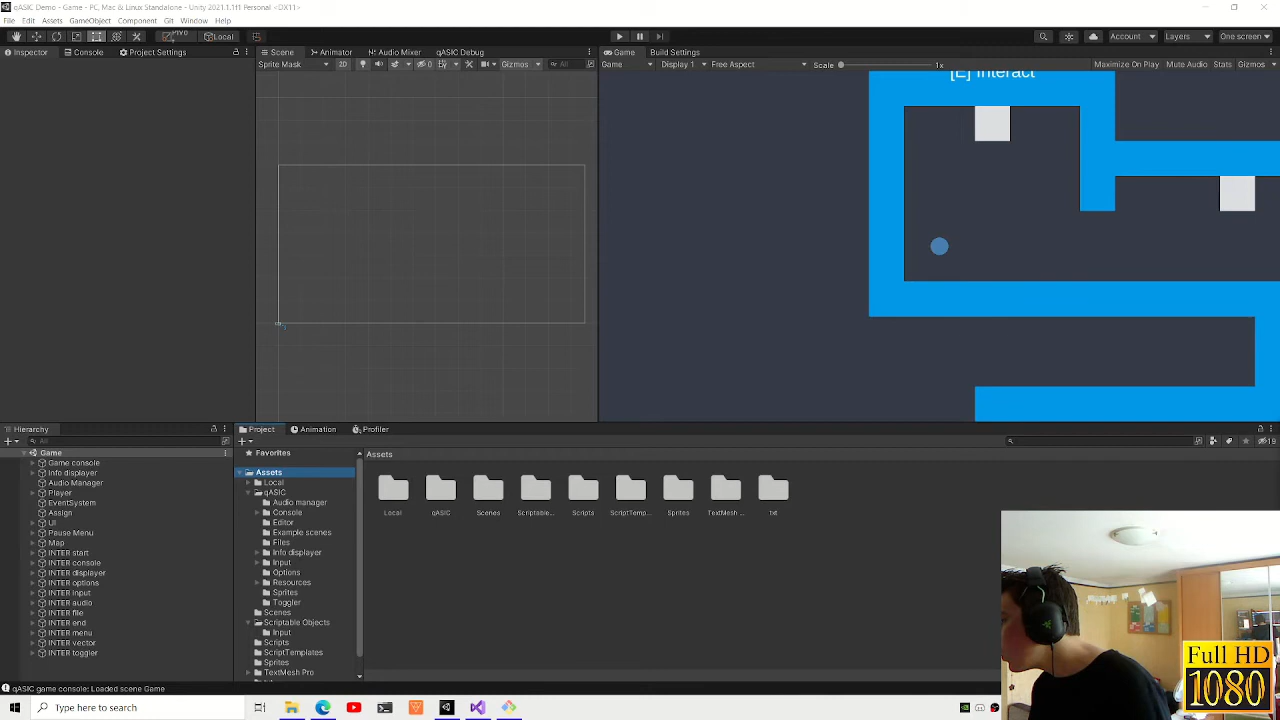 qASIC Demo - Game - PC, Mac & Linux Standalone - Unity 2021.1.1f1 Personal* <DX11>
File Edit Assets GameObject Component Git Window Help
Local Account Layers One screen
Inspector Console Project Settings
Scene Animator Audio Mixer qASIC Debug
Game Build Settings
Sprite Mask 2D 0 Gizmos All
Game Display 1 Free Aspect Scale 1x Maximize On Play Mute Audio Stats Gizmos
[E] Interact
Hierarchy
All
Game
Game console
Info displayer
Audio Manager
Player
EventSystem
Assign
UI
Pause Menu
Map
INTER start
INTER console
INTER displayer
INTER options
INTER input
INTER audio
INTER file
INTER end
INTER menu
INTER vector
INTER toggler
Project Animation Profiler
18
Favorites
Assets
Local
qASIC
Audio manager
Console
Editor
Example scenes
Files
Info displayer
Input
Options
Resources
Sprites
Toggler
Scenes
Scriptable Objects
Input
Scripts
ScriptTemplates
Sprites
TextMesh Pro
Assets
Local qASIC Scenes Scriptable... Scripts ScriptTemp... Sprites TextMesh ... txt
qASIC game console: Loaded scene Game
Type here to search
Full HD
1080